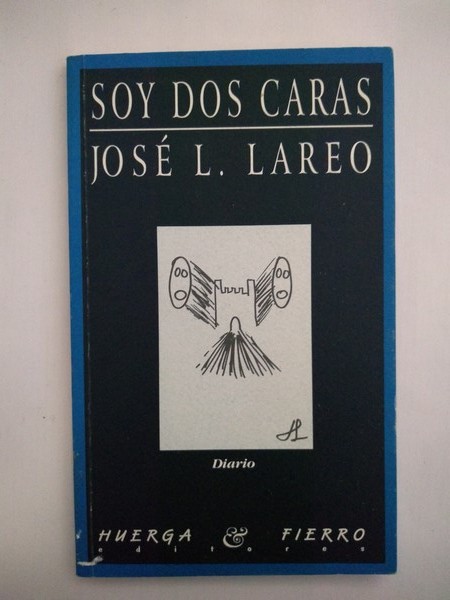 SOY DOS CARAS
JOSÉ L. LAREO
Diario
HUERGA & FIERRO
editores